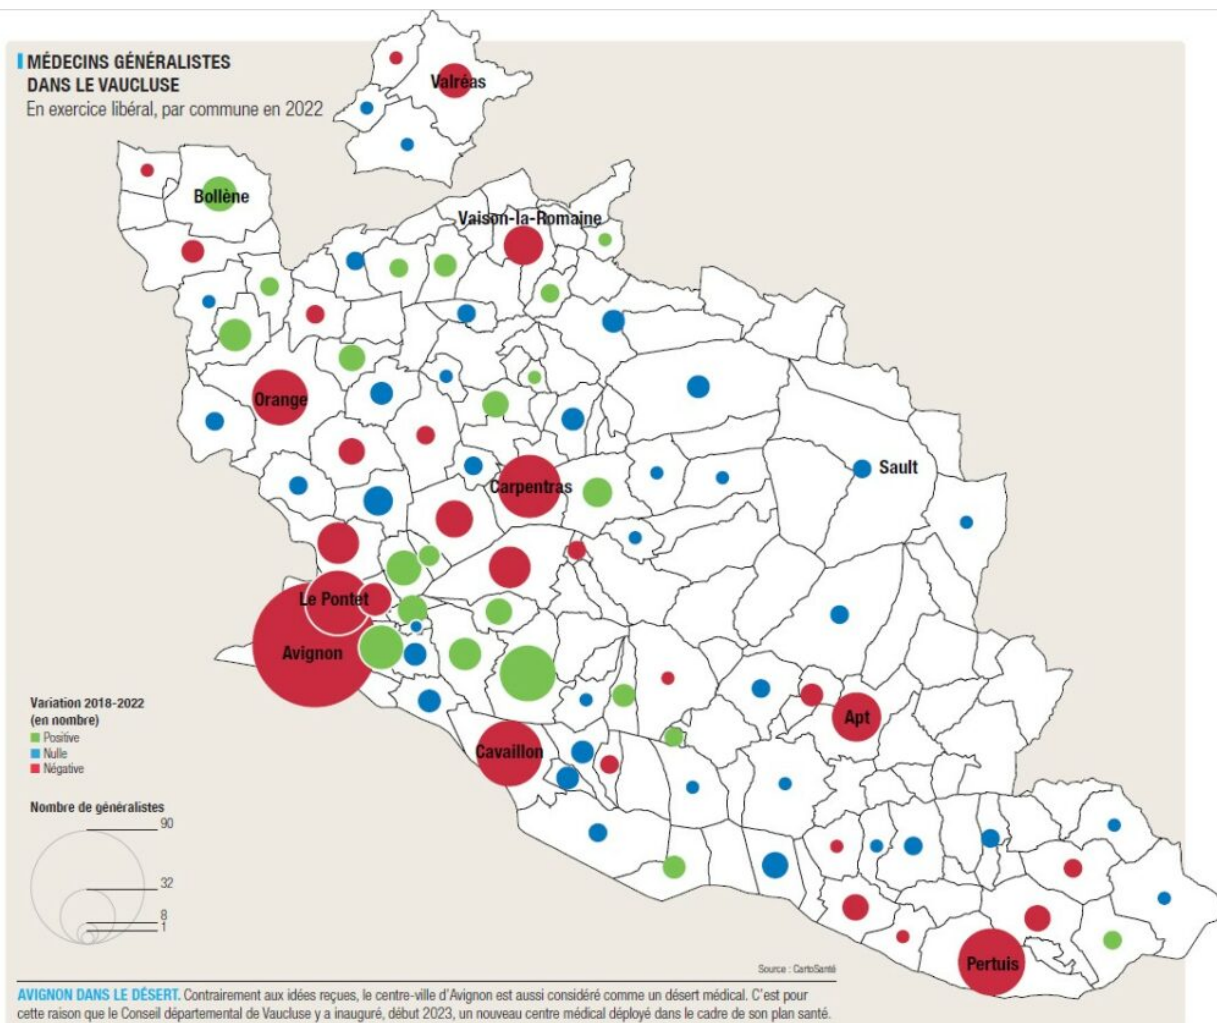 MÉDECINS GÉNÉRALISTES
DANS LE VAUCLUSE
En exercice libéral, par commune en 2022
Valréas
Bollène
Vaison-la-Romaine
Orange
Sault
Carpentras
Le Pontet
Avignon
Apt
Cavaillon
Pertuis
Variation 2018-2022
(en nombre)
Positive
Nulle
Négative
Nombre de généralistes
90
32
8
1
Source : CartoSanté
AVIGNON DANS LE DÉSERT. Contrairement aux idées reçues, le centre-ville d'Avignon est aussi considéré comme un désert médical. C'est pour
cette raison que le Conseil départemental de Vaucluse y a inauguré, début 2023, un nouveau centre médical déployé dans le cadre de son plan santé.